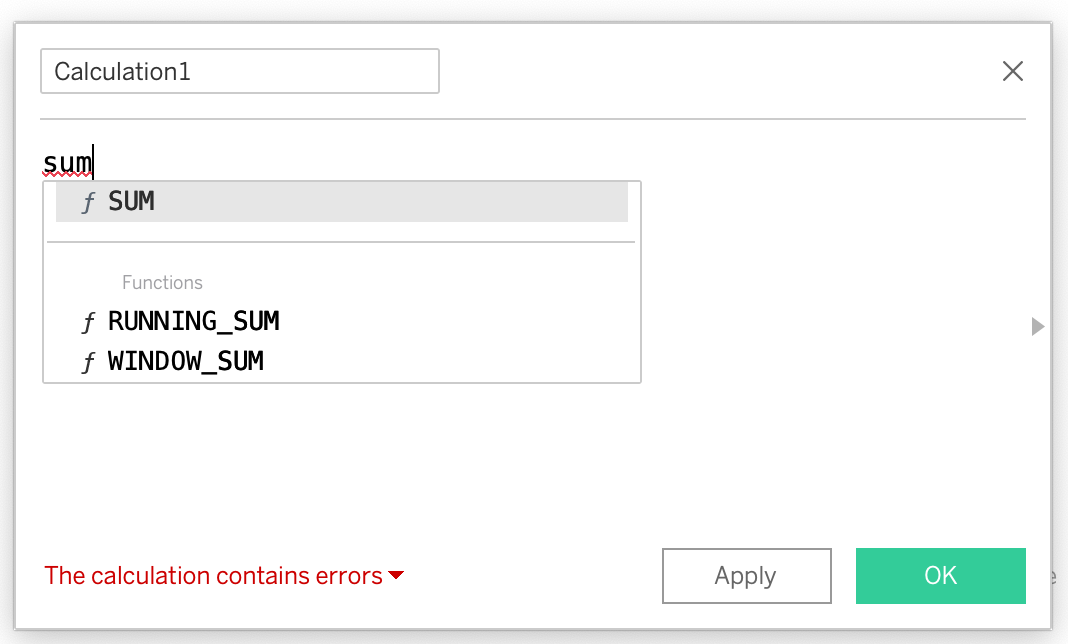 Calculation1
sum
f SUM
Functions
f RUNNING_SUM
f WINDOW_SUM
The calculation contains errors
Apply
OK